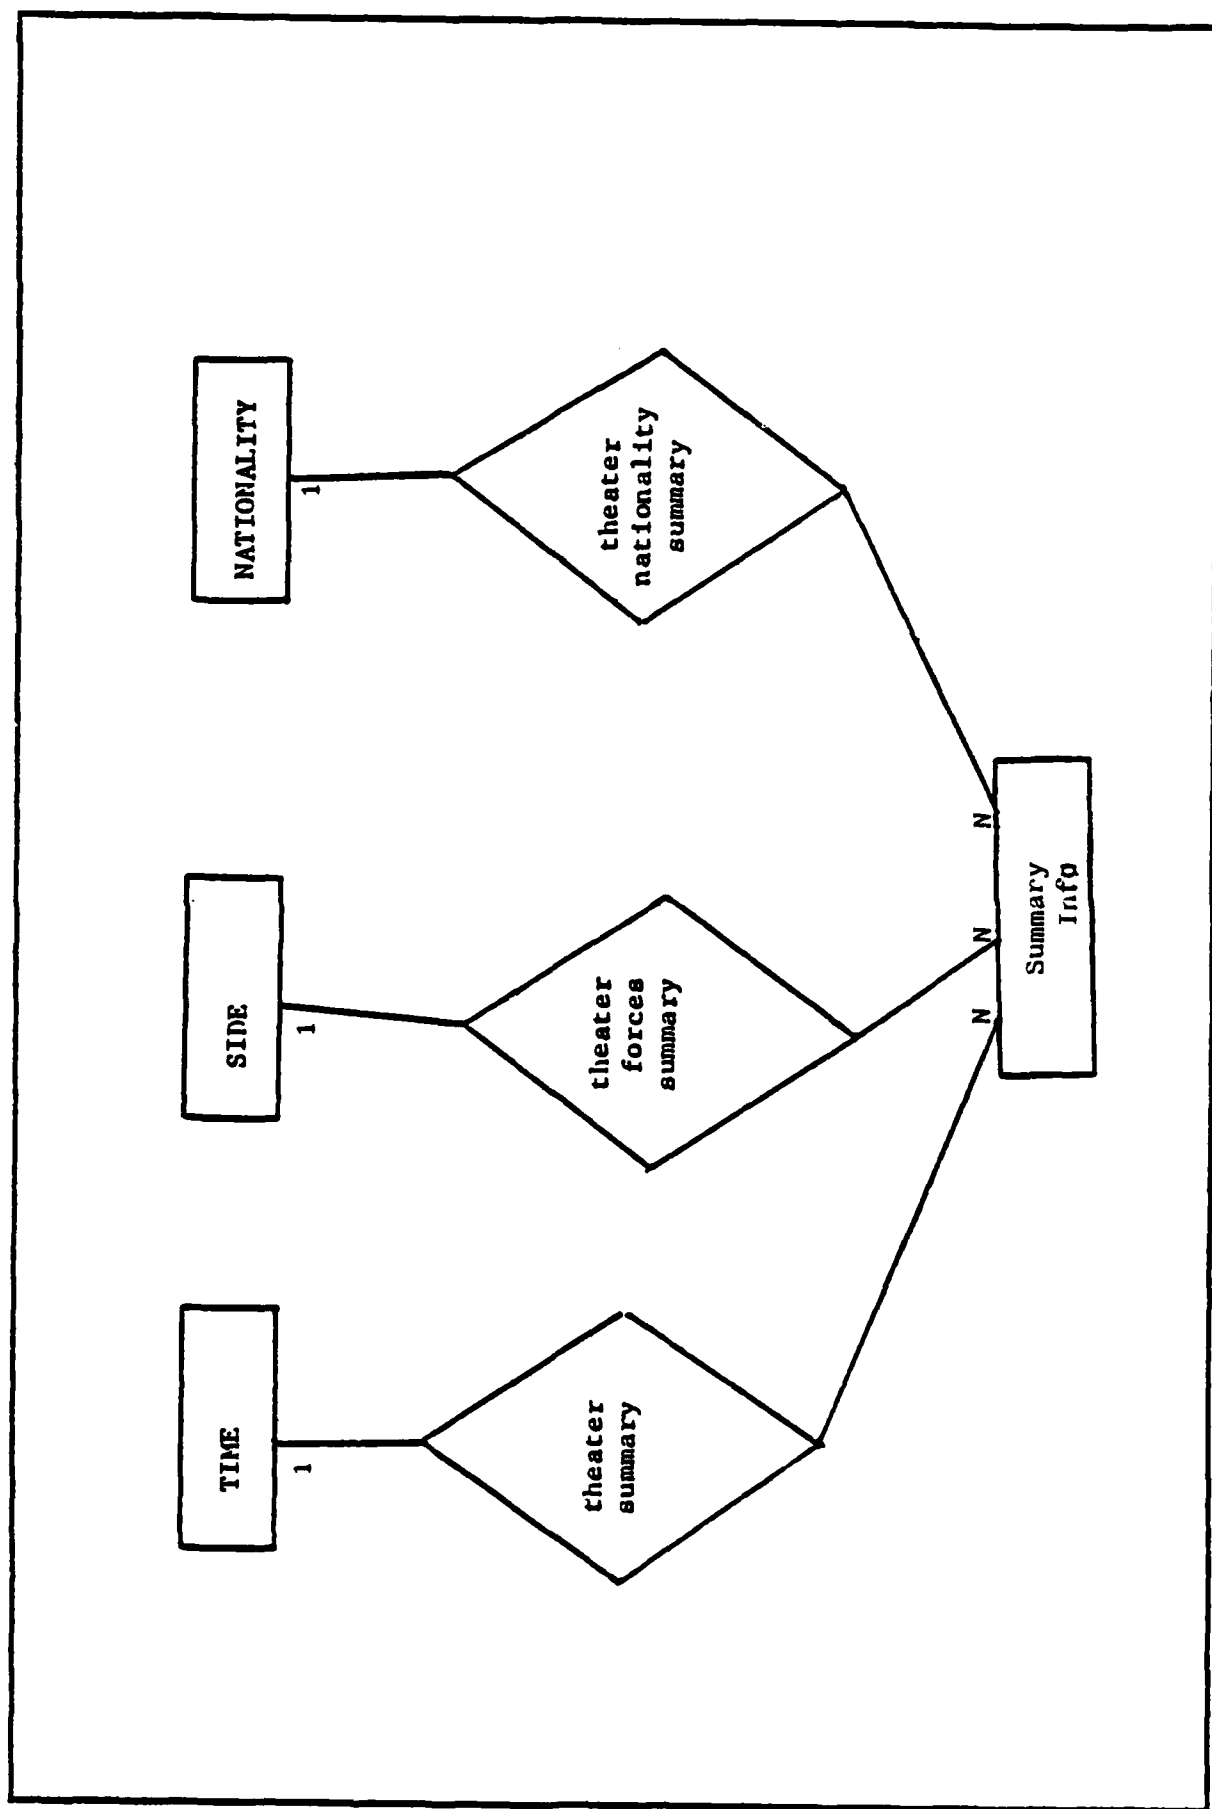 TIME
SIDE
NATIONALITY
1
1
1
theater
summary
theater
forces
summary
theater
nationality
summary
N
N
N
Summary
Info